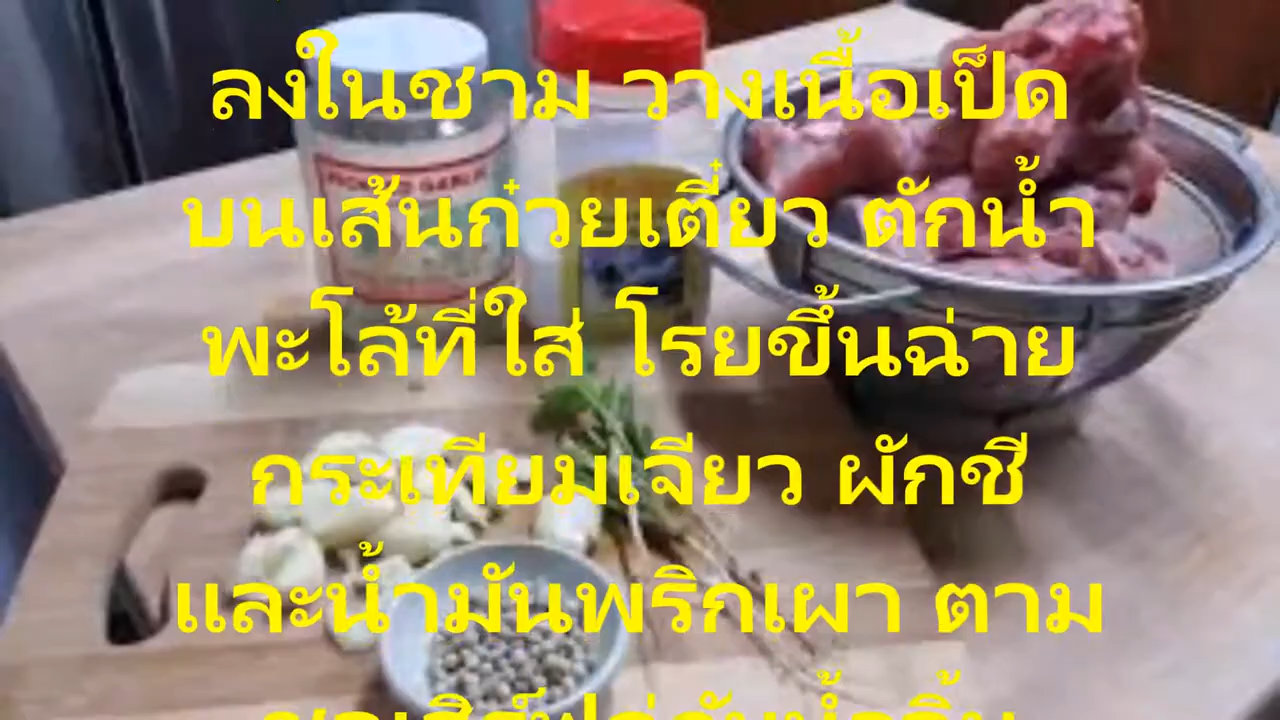 ลงในชาม วางเนื้อเป็ด
บนเส้นก๋วยเตี๋ยว ตักน้ำ
พะโล้ที่ใส่ โรยขึ้นฉ่าย
กระเทียมเจียว ผักชี
และน้ำมันพริกเผา ตาม